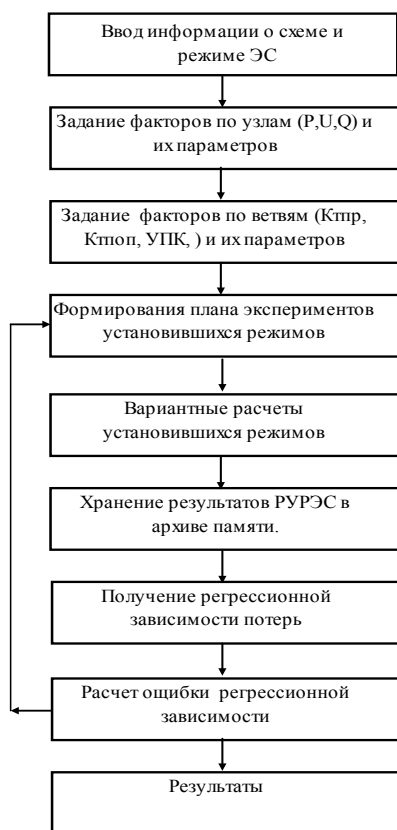 Ввод информации о схеме и
режиме ЭС
Задание факторов по узлам (P,U,Q) и
их параметров
Задание факторов по ветвям (Ктпр,
Ктпоп, УПК, ) и их параметров
Формирования плана экспериментов
установившихся режимов
Вариантные расчеты
установившихся режимов
Хранение результатов РУРЭС в
архиве памяти.
Получение регрессионной
зависимости потерь
Расчет ощибки регрессионной
зависимости
Результаты